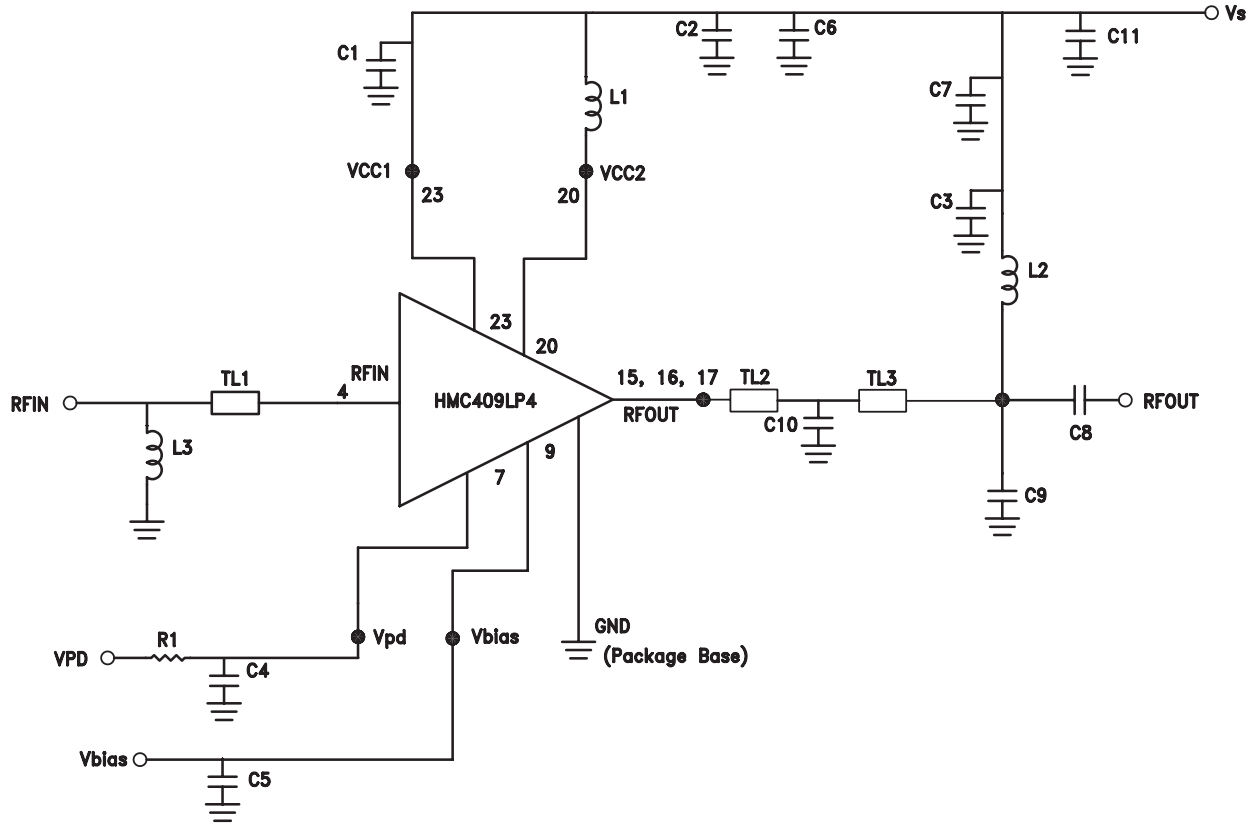 Vs
C1
C2
C6
C11
C7
L1
VCC1
23
VCC2
20
C3
L2
23
20
RFIN
TL1
RFIN
4
HMC409LP4
15, 16, 17
RFOUT
TL2
TL3
C10
C8
RFOUT
L3
9
7
C9
GND
(Package Base)
Vpd
Vbias
R1
VPD
C4
Vbias
C5